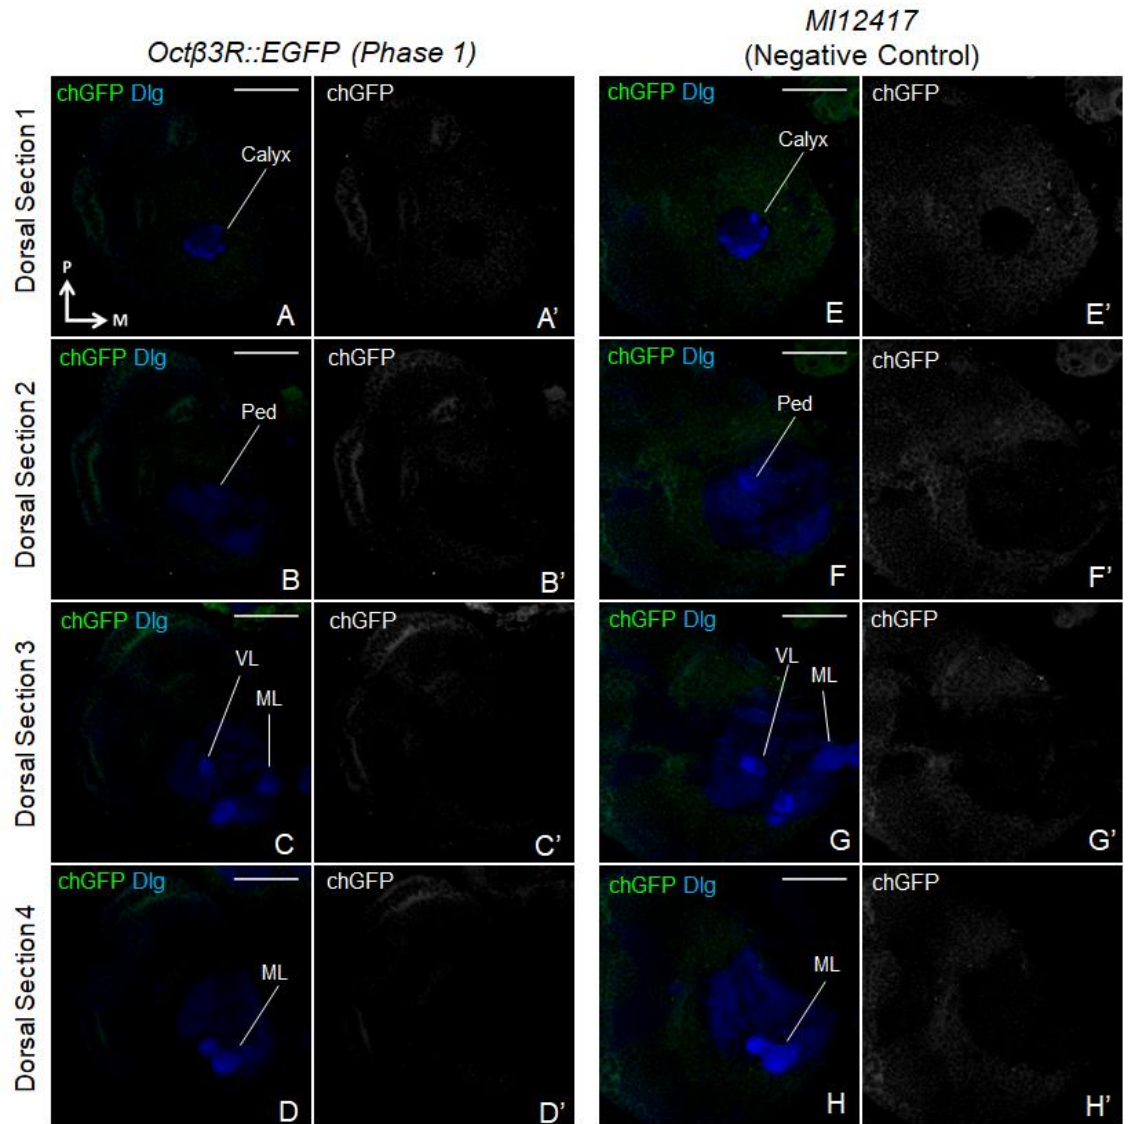 Octβ3R::EGFP (Phase 1)
MI12417
(Negative Control)
Dorsal Section 1
chGFP Dlg
Calyx
P
M
A
chGFP
A’
chGFP Dlg
Calyx
E
chGFP
E’
Dorsal Section 2
chGFP Dlg
Ped
B
chGFP
B’
chGFP Dlg
Ped
F
chGFP
F’
Dorsal Section 3
chGFP Dlg
VL
ML
C
chGFP
C’
chGFP Dlg
VL
ML
G
chGFP
G’
Dorsal Section 4
chGFP Dlg
ML
D
chGFP
D’
chGFP Dlg
ML
H
chGFP
H’